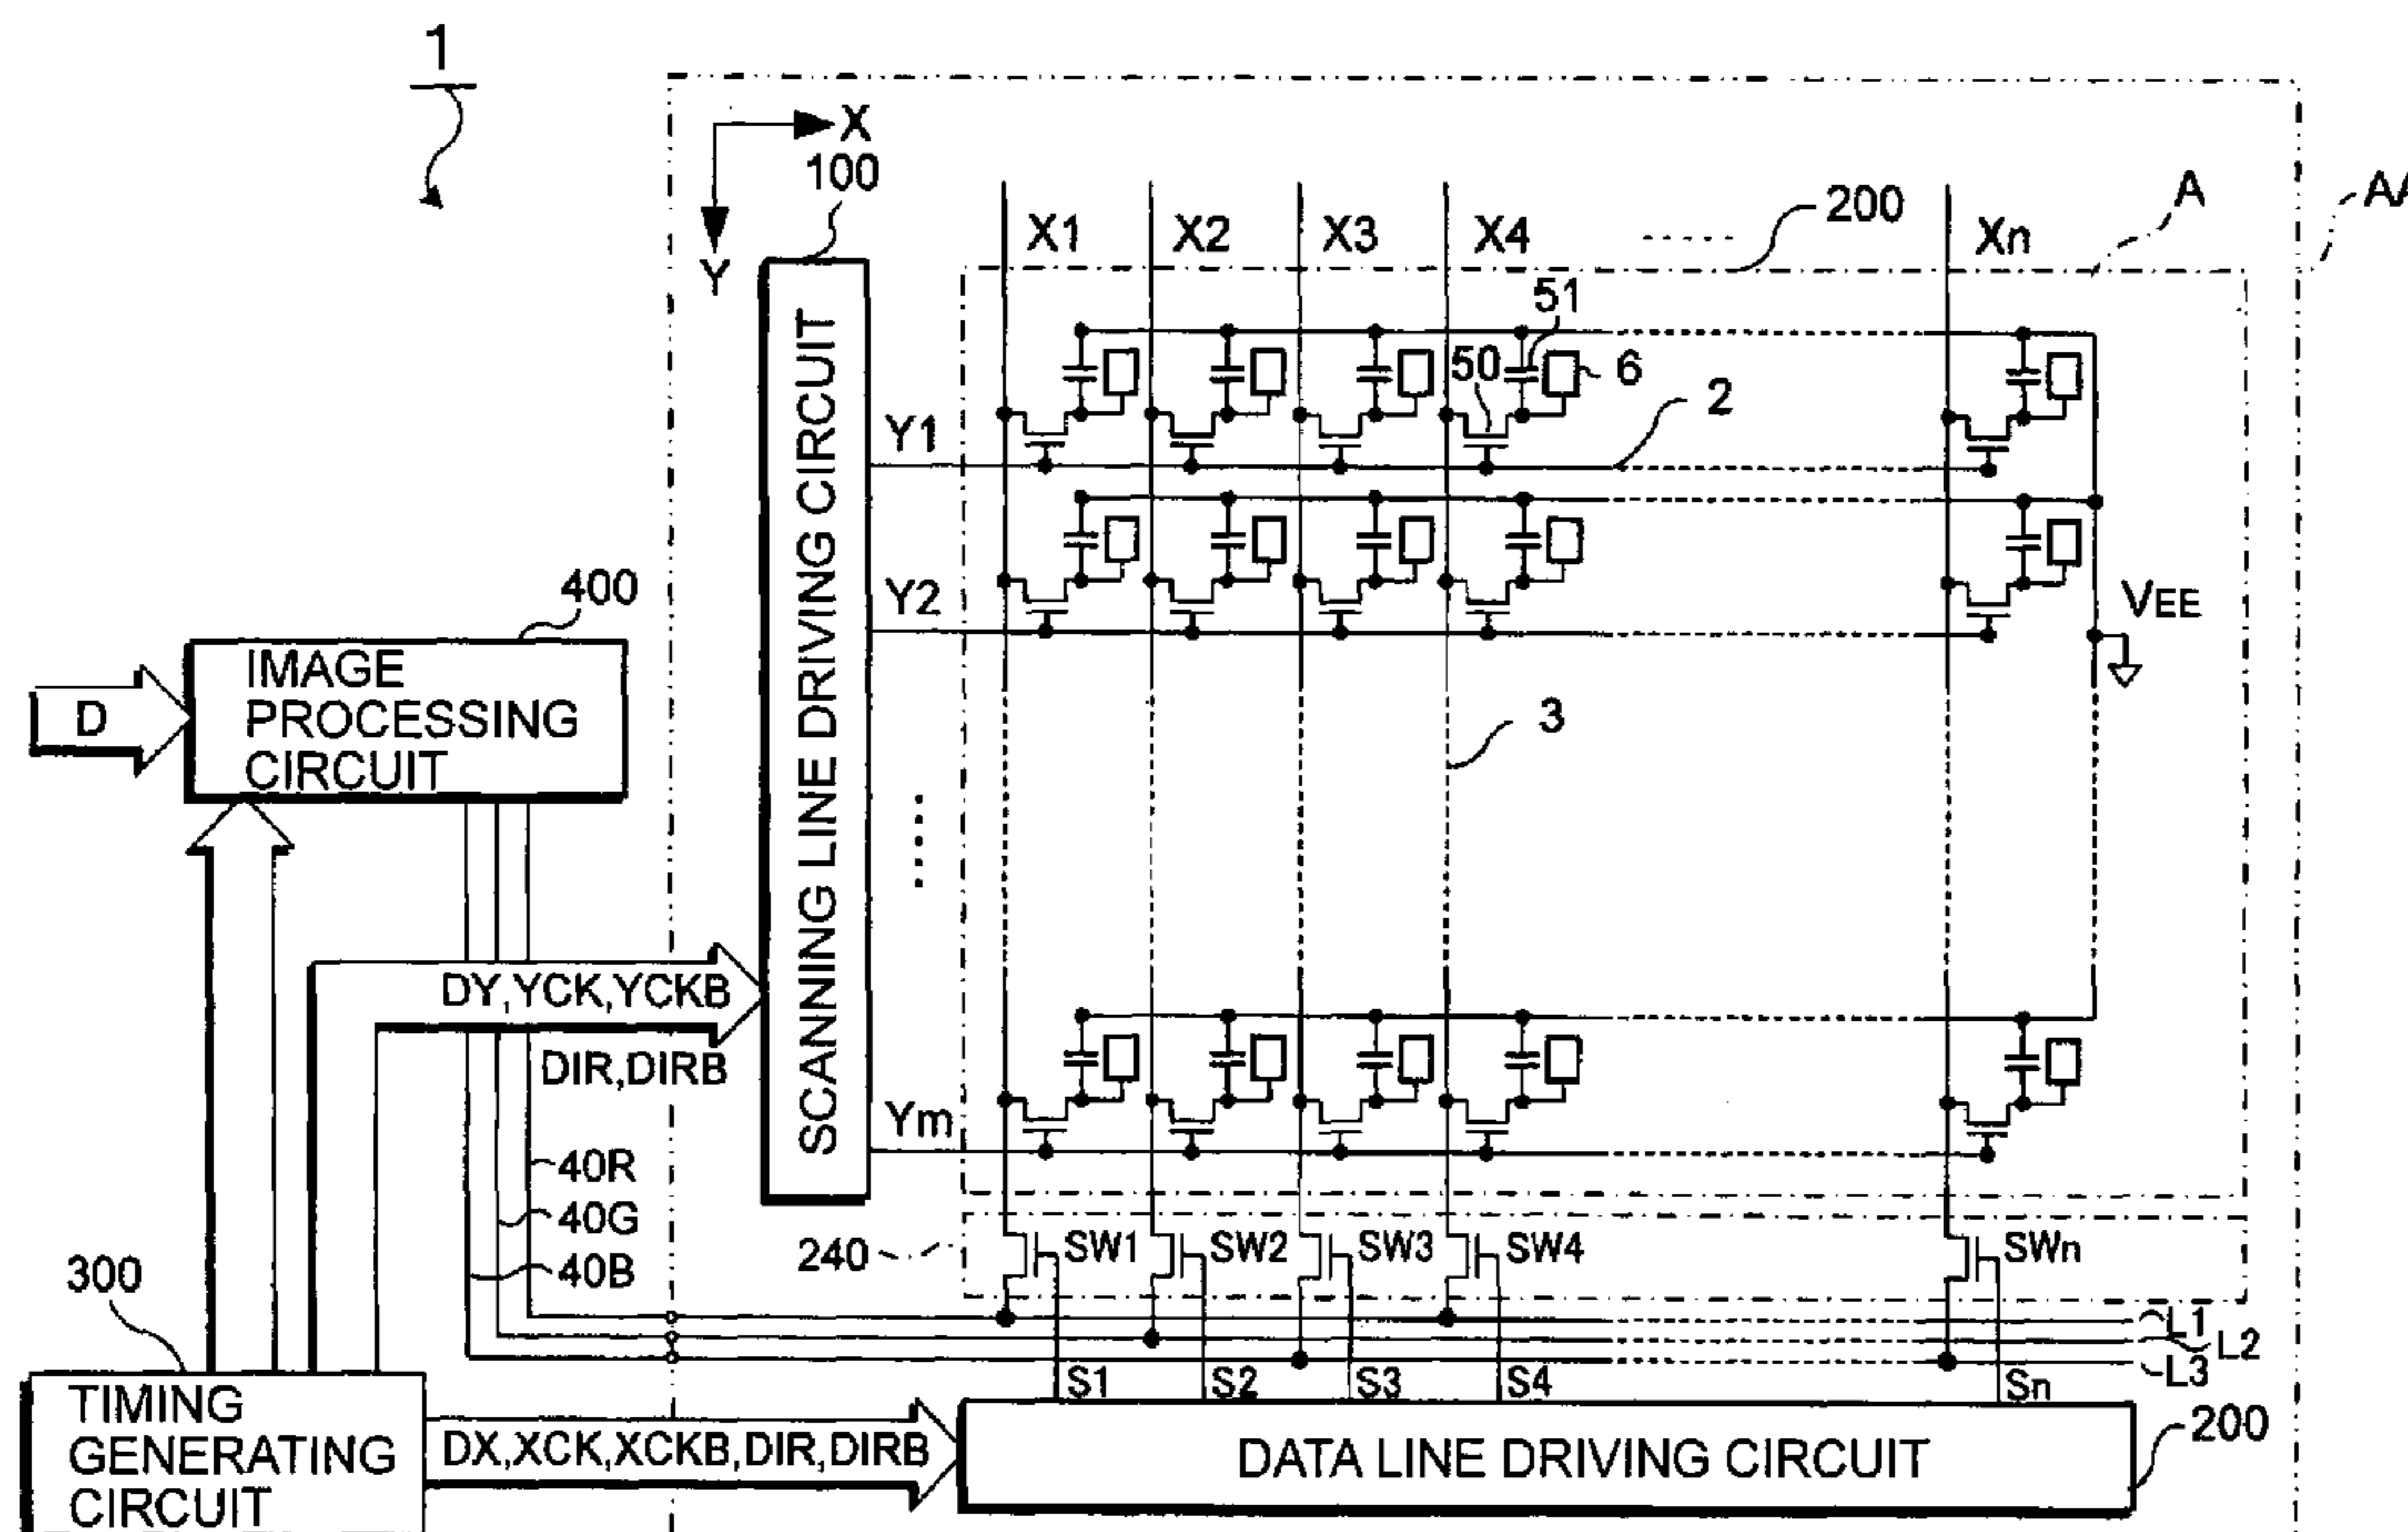 1
X
Y
100
X1
X2
X3
X4
.....
200
Xn
A
AA
51
50
6
2
Y1
SCANNING LINE DRIVING CIRCUIT
Y2
VEE
400
IMAGE
PROCESSING
CIRCUIT
D
3
DY,YCK,YCKB
DIR,DIRB
Ym
40R
40G
40B
240
SW1
SW2
SW3
SW4
SWn
300
L1
L2
L3
S1
S2
S3
S4
Sn
TIMING
GENERATING
CIRCUIT
DX,XCK,XCKB,DIR,DIRB
DATA LINE DRIVING CIRCUIT
200